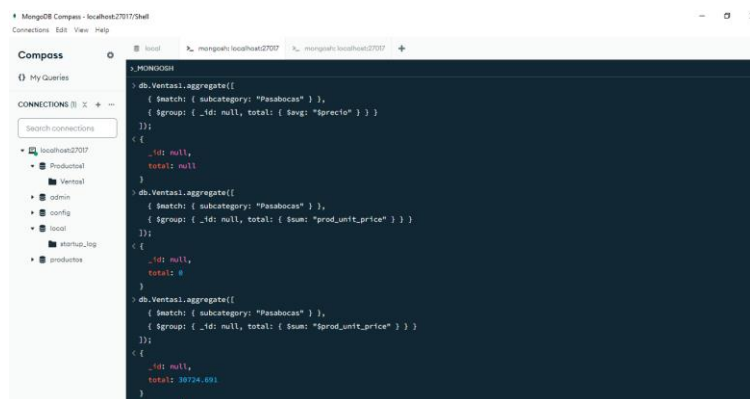 MongoDB Compass - localhost:27017/Shell
Connections Edit View Help
Compass
My Queries
CONNECTIONS (1)
Search connections
localhost:27017
Productos1
Ventas1
admin
config
local
startup_log
productos
local
>_ mongosh: localhost:27017
>_ mongosh: localhost:27017
+
>_MONGOSH
> db.Ventas1.aggregate([
{ $match: { subcategory: "Pasabocas" } },
{ $group: { _id: null, total: { $avg: "$precio" } } }
]);
< {
_id: null,
total: null
}
> db.Ventas1.aggregate([
{ $match: { subcategory: "Pasabocas" } },
{ $group: { _id: null, total: { $sum: "prod_unit_price" } } }
]);
< {
_id: null,
total: 0
}
> db.Ventas1.aggregate([
{ $match: { subcategory: "Pasabocas" } },
{ $group: { _id: null, total: { $sum: "$prod_unit_price" } } }
]);
< {
_id: null,
total: 30724.691
}